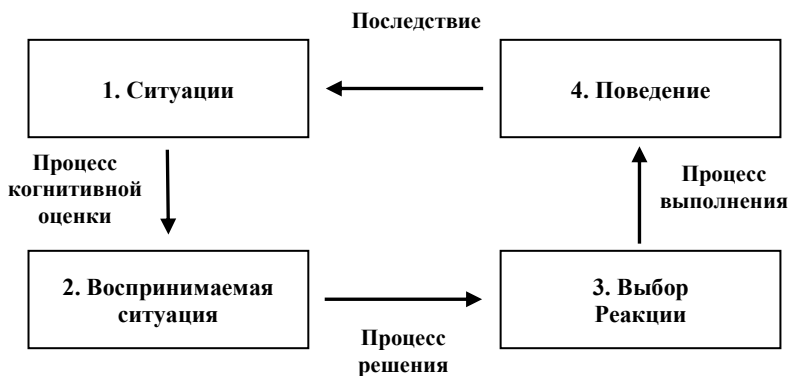 Последствие
1. Ситуации
4. Поведение
Процесс
когнитивной
оценки
Процесс
выполнения
2. Воспринимаемая
ситуация
3. Выбор
Реакции
Процесс
решения